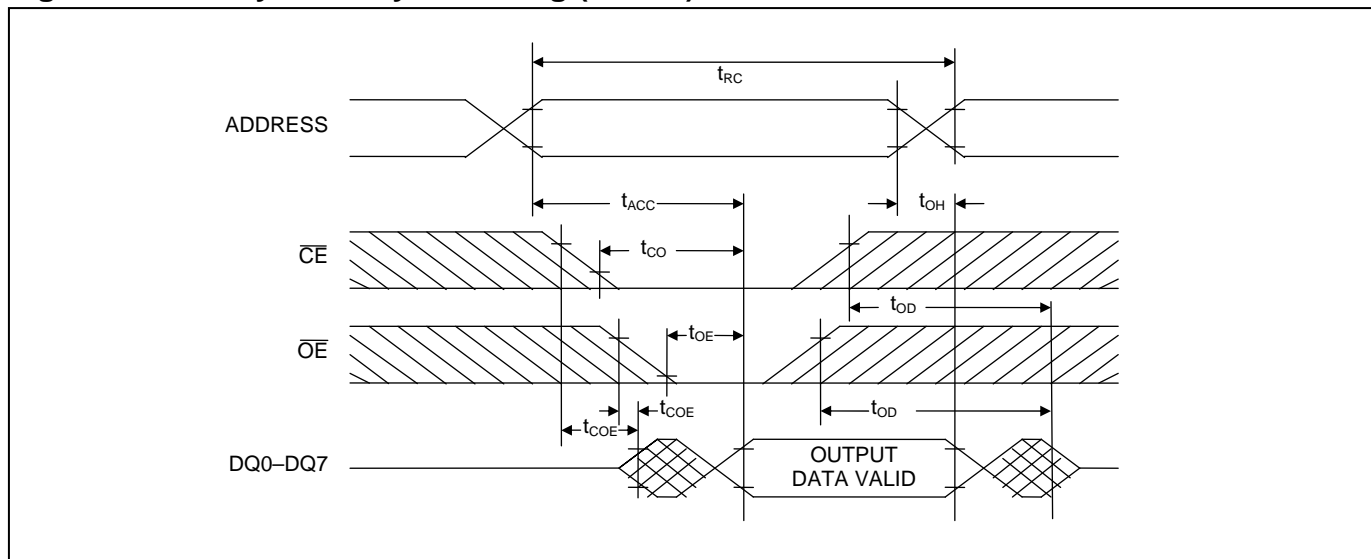 tRC
ADDRESS
tACC
tOH
CE
tCO
tOD
OE
tOE
tOD
tCOE
tCOE
DQ0–DQ7
OUTPUT
DATA VALID